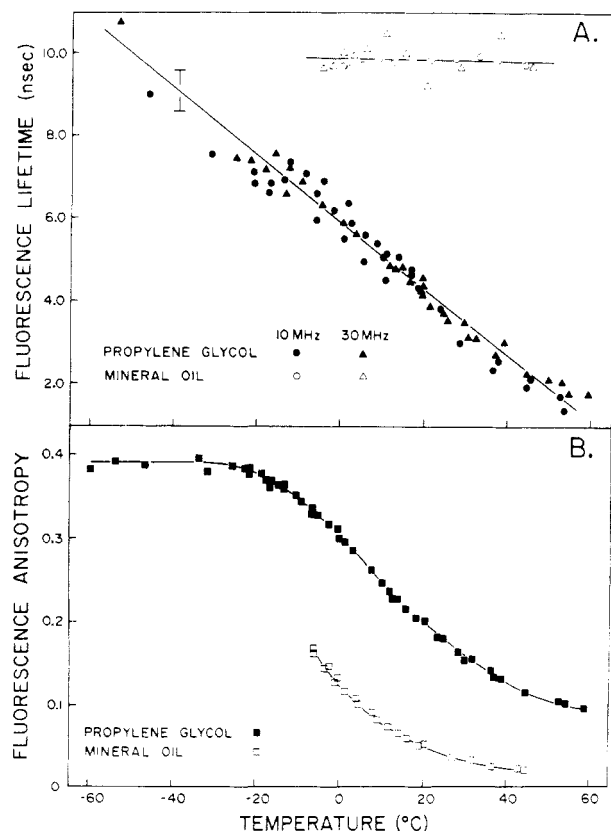 A.
FLUORESCENCE LIFETIME (nsec)
10.0
8.0
6.0
4.0
2.0
10 MHz 30 MHz
PROPYLENE GLYCOL
MINERAL OIL
B.
FLUORESCENCE ANISOTROPY
0.4
0.3
0.2
0.1
0
PROPYLENE GLYCOL
MINERAL OIL
-60 -40 -20 0 20 40 60
TEMPERATURE (°C)